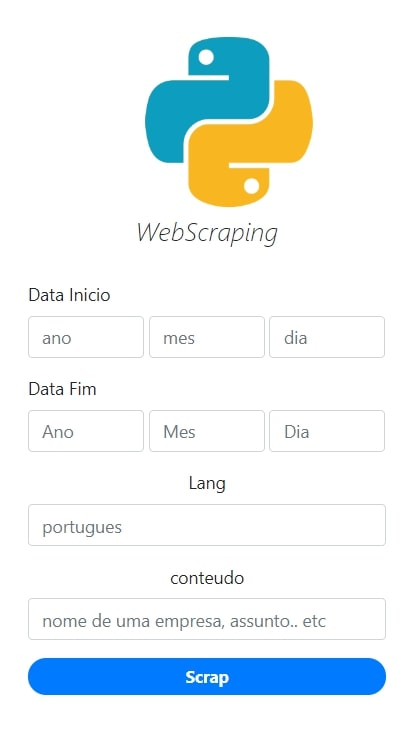 WebScraping
Data Inicio
ano mes dia
Data Fim
Ano Mes Dia
Lang
portugues
conteudo
nome de uma empresa, assunto.. etc
Scrap